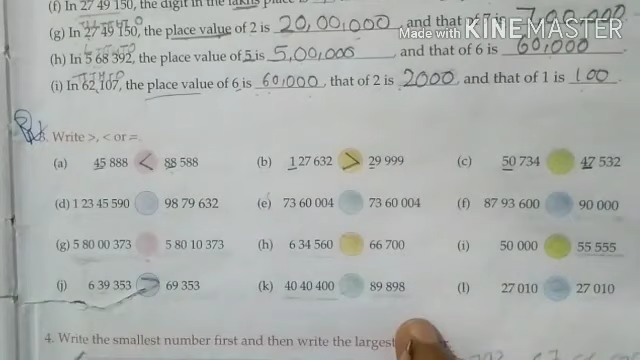 (f) In 27 49 150, the digit in the lakhs place is
(g) In 27 49 150, the place value of 2 is 20,00,000, and that of 7 is 7,00,000
Made with KINEMASTER
(h) In 5 68 392, the place value of 5 is 5,00,000 and that of 6 is 60,000
(i) In 62,107, the place value of 6 is 60,000, that of 2 is 2000 and that of 1 is 100.
3. Write >, < or =.
(a) 45 888 < 88 588 (b) 1 27 632 > 29 999 (c) 50 734 47 532
(d) 1 23 45 590 98 79 632 (e) 73 60 004 73 60 004 (f) 87 93 600 90 000
(g) 5 80 00 373 5 80 10 373 (h) 6 34 560 66 700 (i) 50 000 55 555
(j) 6 39 353 > 69 353 (k) 40 40 400 89 898 (l) 27 010 27 010
4. Write the smallest number first and then write the largest